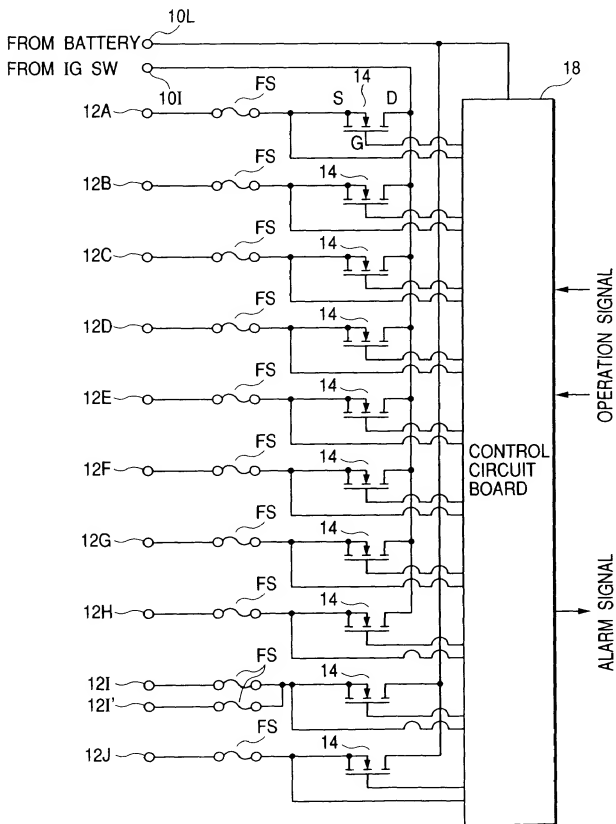 10L
FROM BATTERY
FROM IG SW
10I
18
FS
14
S
D
12A
G
FS
14
12B
FS
14
12C
FS
14
12D
OPERATION SIGNAL
FS
14
12E
CONTROL
CIRCUIT
BOARD
FS
14
12F
FS
14
12G
ALARM SIGNAL
FS
14
12H
FS
14
12I
12I'
FS
14
12J